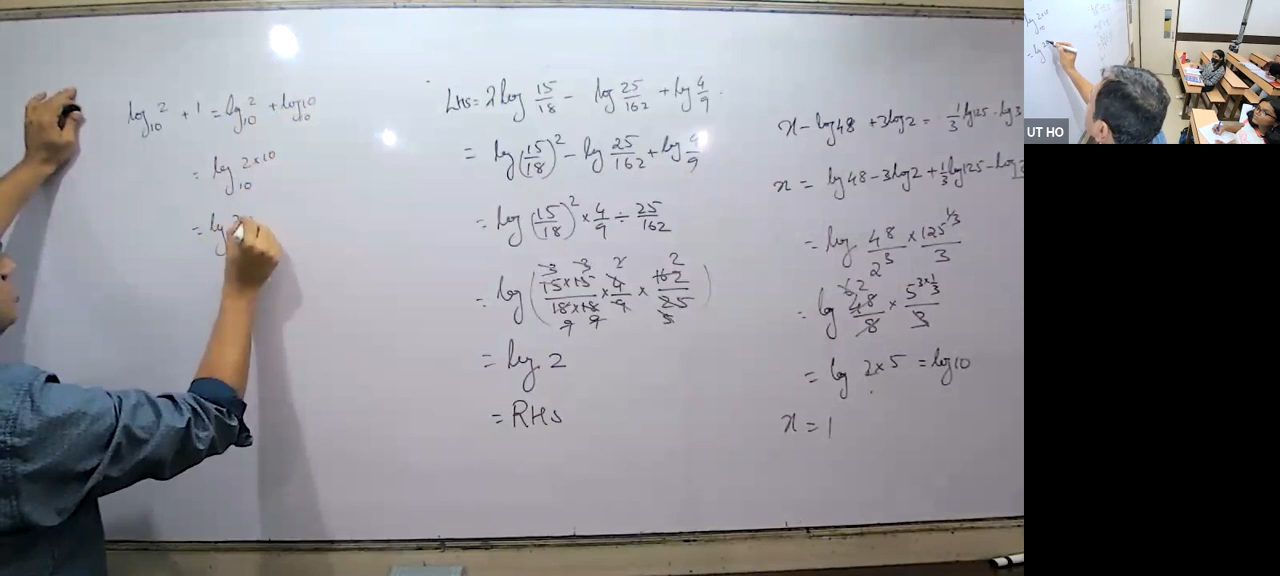 log₁₀ 2 + 1 = log₁₀ 2 + log₁₀ 10
= log₁₀ 2×10
= log
LHS = 2 log 15/18 − log 25/162 + log 4/9
= log (15/18)² − log 25/162 + log 4/9
= log (15/18)² × 4/9 ÷ 25/162
= log ( 15×15/18×18 × 4/9 × 162/25 )
= log 2
= RHS
x − log 48 + 3 log 2 = 1/3 log 125 − log 3
x = log 48 − 3 log 2 + 1/3 log 125 − log
= log 48/2³ × 125^1/3/3
= log 48/8 × 5^3×1/3/3
= log 2×5 = log 10
x = 1
UT HO